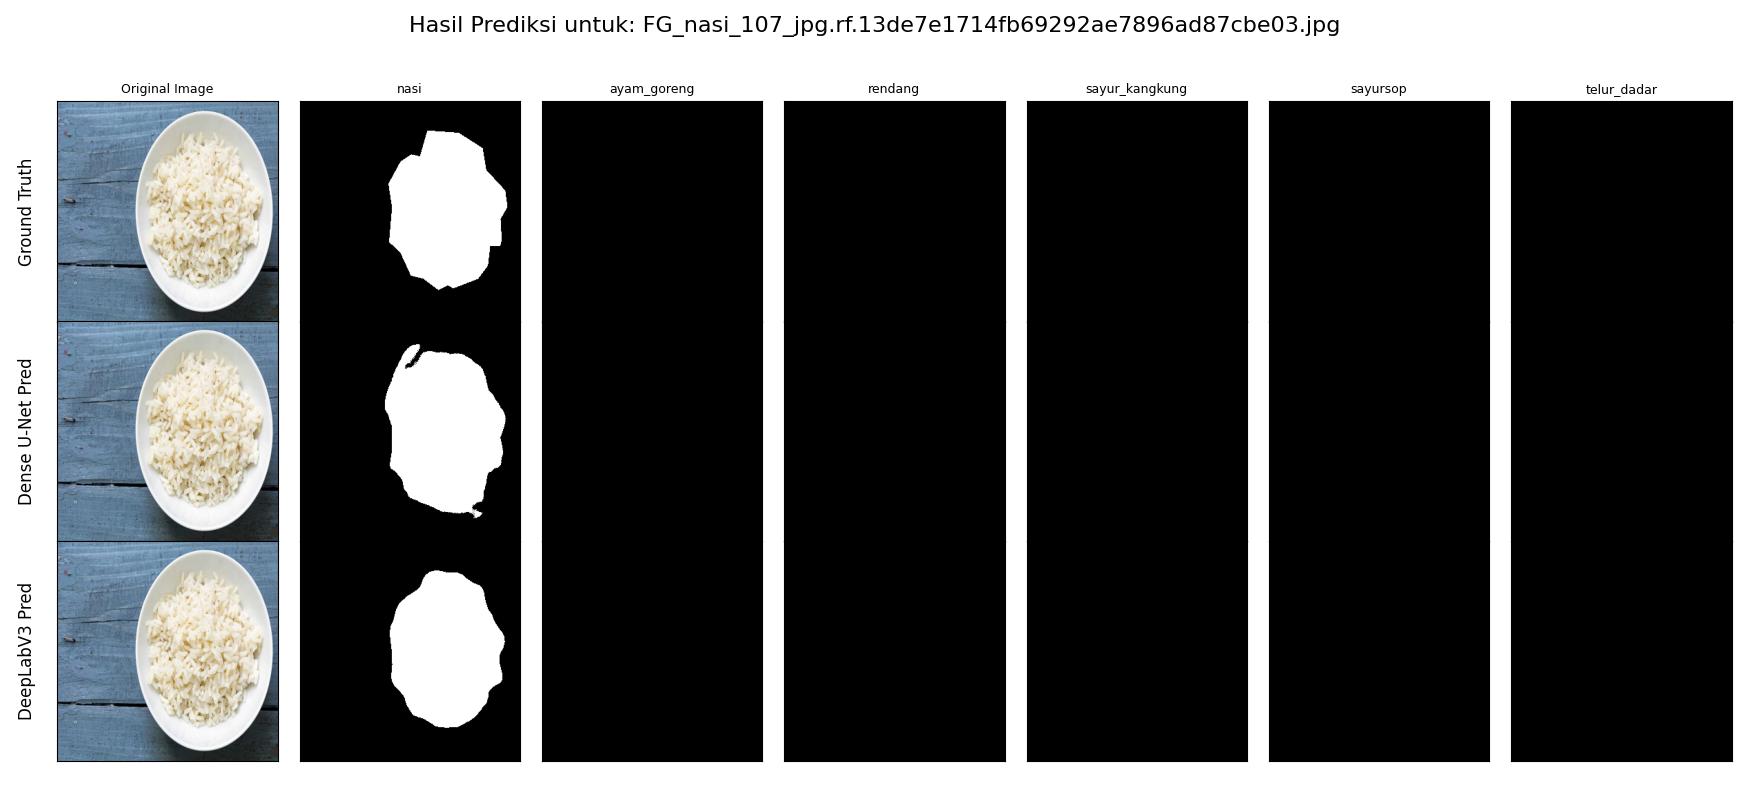 Hasil Prediksi untuk: FG_nasi_107_jpg.rf.13de7e1714fb69292ae7896ad87cbe03.jpg
Original Image nasi ayam_goreng rendang sayur_kangkung sayursop telur_dadar
Ground Truth
Dense U-Net Pred
DeepLabV3 Pred